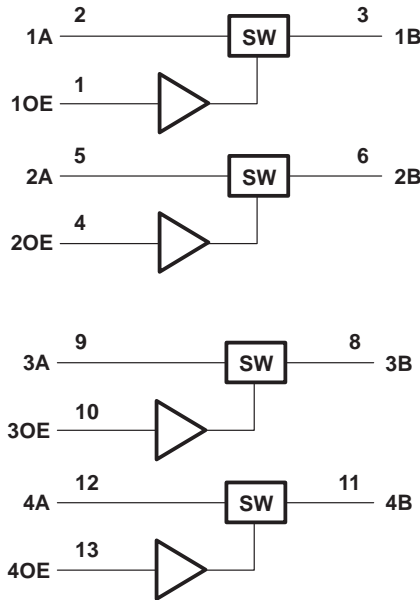 2 3
1A SW 1B
1
1OE
5 6
2A SW 2B
4
2OE
9 8
3A SW 3B
10
3OE
12 11
4A SW 4B
13
4OE